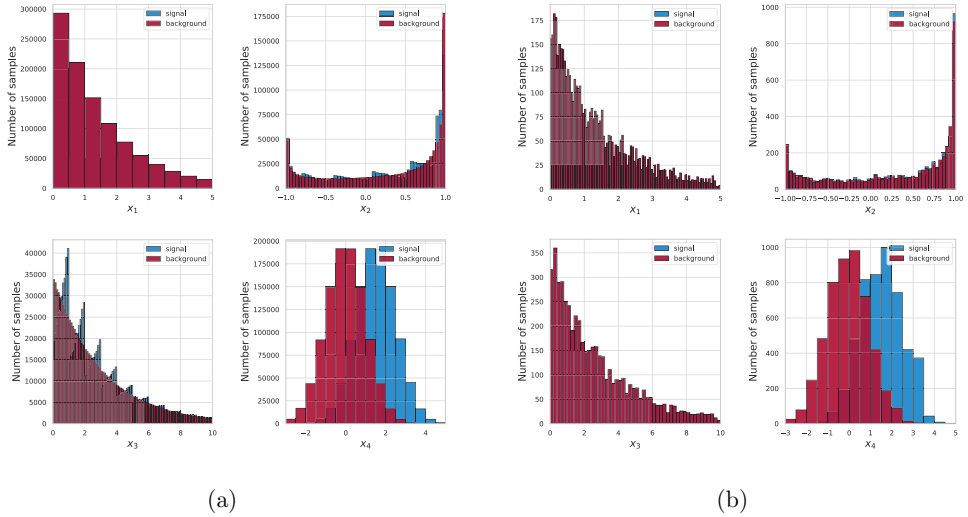 signal
background
Number of samples
300000
250000
200000
150000
100000
50000
0
0 1 2 3 4 5
x1
signal
background
Number of samples
175000
150000
125000
100000
75000
50000
25000
0
−1.0 −0.5 0.0 0.5 1.0
x2
signal
background
Number of samples
175
150
125
100
75
50
25
0
0 1 2 3 4 5
x1
signal
background
Number of samples
1000
800
600
400
200
0
−1.00 −0.75 −0.50 −0.25 0.00 0.25 0.50 0.75 1.00
x2
signal
background
Number of samples
40000
35000
30000
25000
20000
15000
10000
5000
0
0 2 4 6 8 10
x3
signal
background
Number of samples
200000
175000
150000
125000
100000
75000
50000
25000
0
−2 0 2 4
x4
signal
background
Number of samples
350
300
250
200
150
100
50
0
0 2 4 6 8 10
x3
signal
background
Number of samples
1000
800
600
400
200
0
−3 −2 −1 0 1 2 3 4 5
x4
(a)
(b)